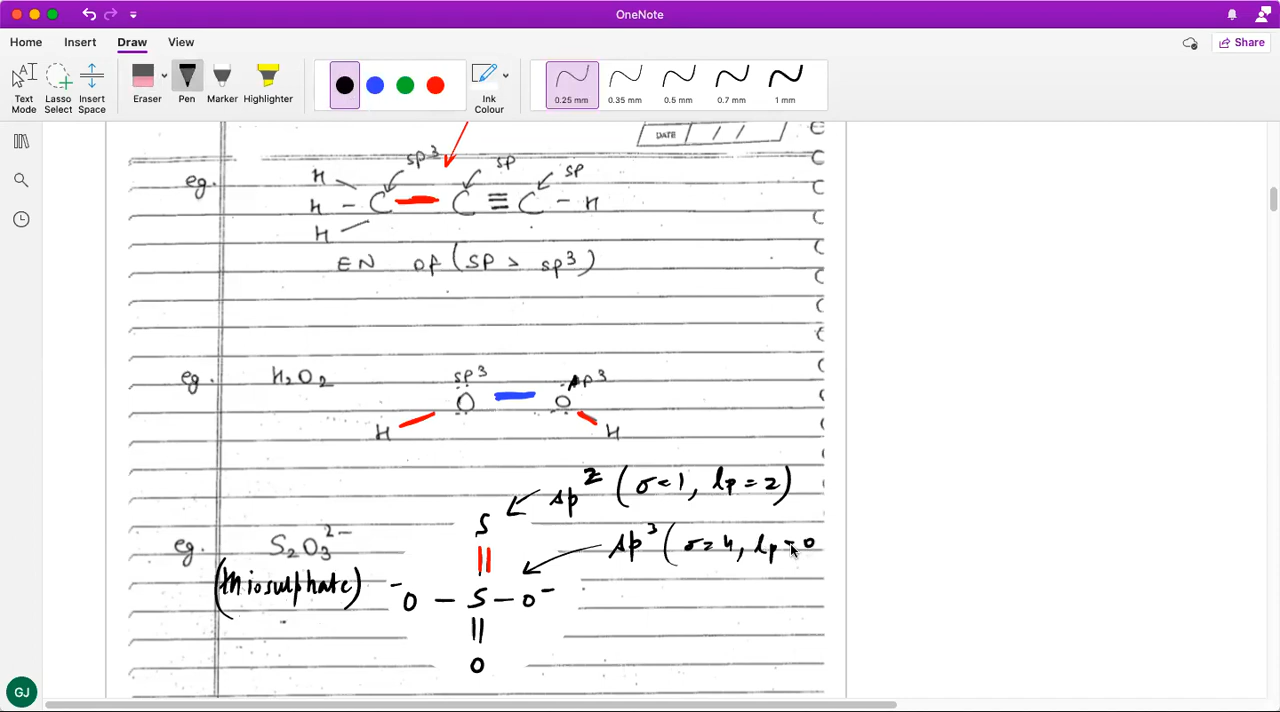 OneNote
Home Insert Draw View
Share
Text Mode
Lasso Select
Insert Space
Eraser
Pen
Marker
Highlighter
Ink Colour
0.25 mm
0.35 mm
0.5 mm
0.7 mm
1 mm
DATE / /
sp³ sp sp
eg. H
H - C - C ≡ C - H
H
EN of (sp > sp³)
eg. H₂O₂ sp³ sp³
O - O
H H
sp² (σ=1, lp=2)
S
eg. S₂O₃²⁻ sp³ (σ=4, lp=0
(Thiosulphate) ⁻O - S - O⁻
O
GJ